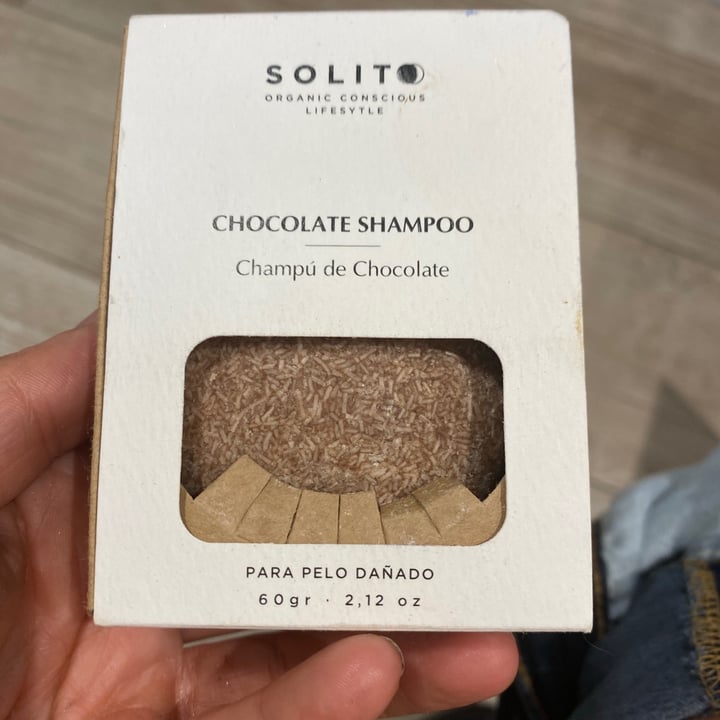 SOLITO
ORGANIC CONSCIOUS
LIFESYTLE
CHOCOLATE SHAMPOO
Champú de Chocolate
PARA PELO DAÑADO
60gr · 2,12 oz